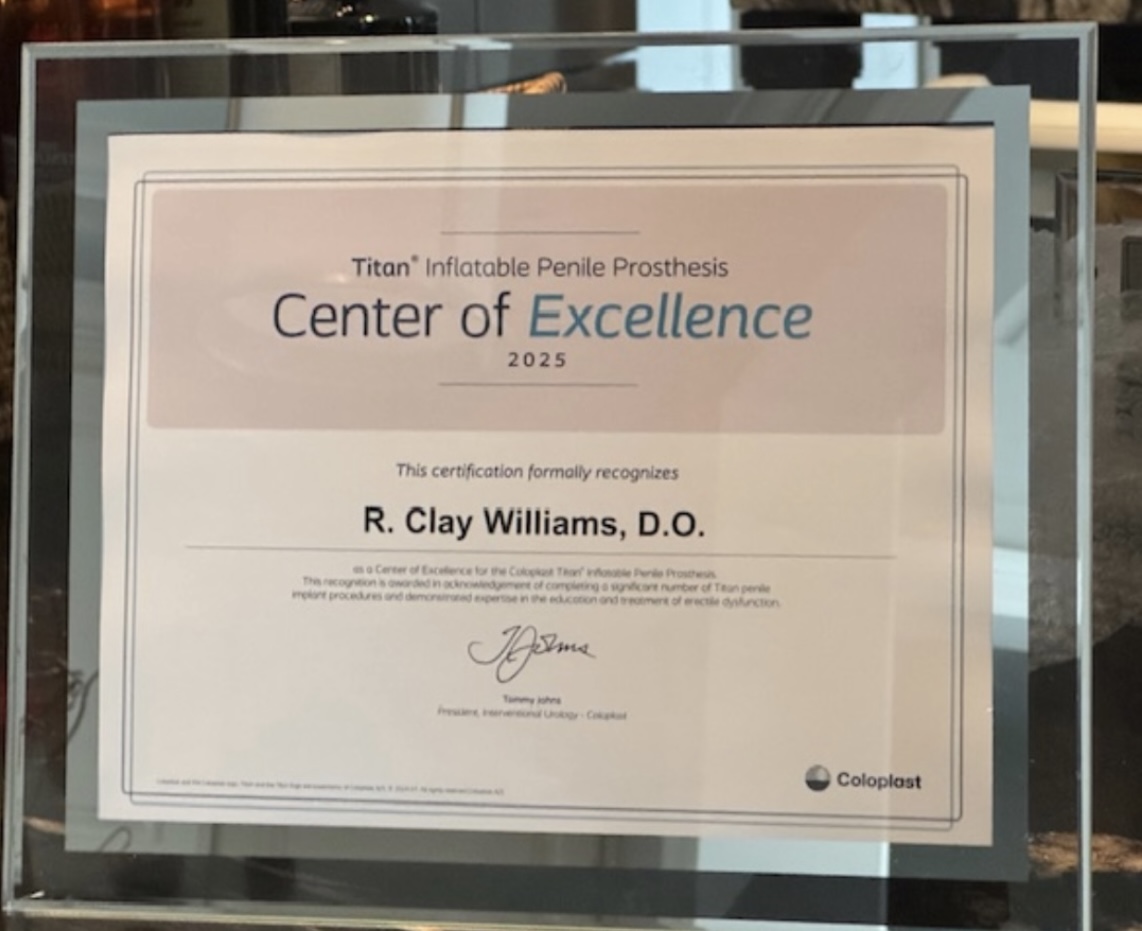 Titan® Inflatable Penile Prosthesis
Center of Excellence
2025
This certification formally recognizes
R. Clay Williams, D.O.
as a Center of Excellence for the Coloplast Titan® Inflatable Penile Prosthesis.
This recognition is awarded in acknowledgement of completing a significant number of Titan penile
implant procedures and demonstrated expertise in the education and treatment of erectile dysfunction.
Tommy Johns
President, Interventional Urology - Coloplast
Coloplast